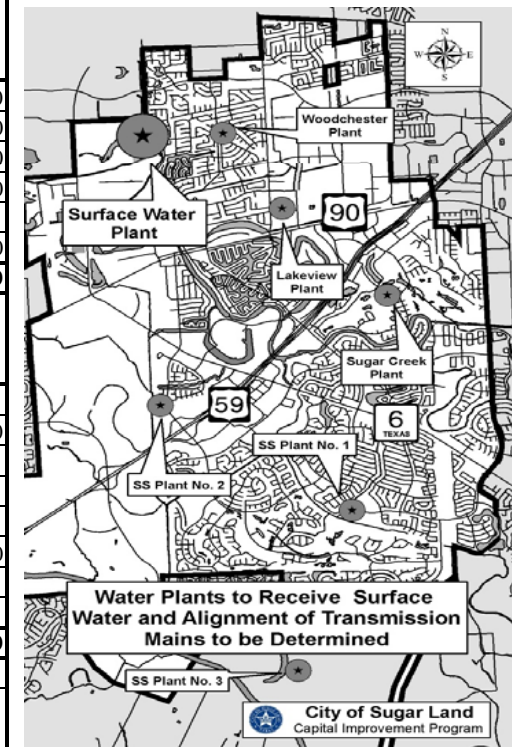 N
W E
S
Woodchester
Plant
Surface Water
Plant
90
Lakeview
Plant
Sugar Creek
Plant
59
6
TEXAS
SS Plant No. 1
SS Plant No. 2
Water Plants to Receive Surface
Water and Alignment of Transmission
Mains to be Determined
SS Plant No. 3
City of Sugar Land
Capital Improvement Program